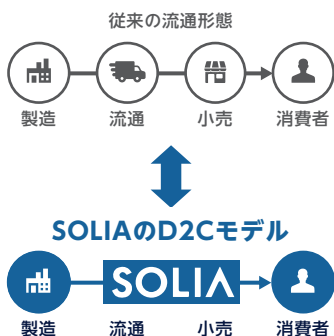 従来の流通形態
製造 流通 小売 消費者
SOLIAのD2Cモデル
SOLIA
製造 流通 小売 消費者